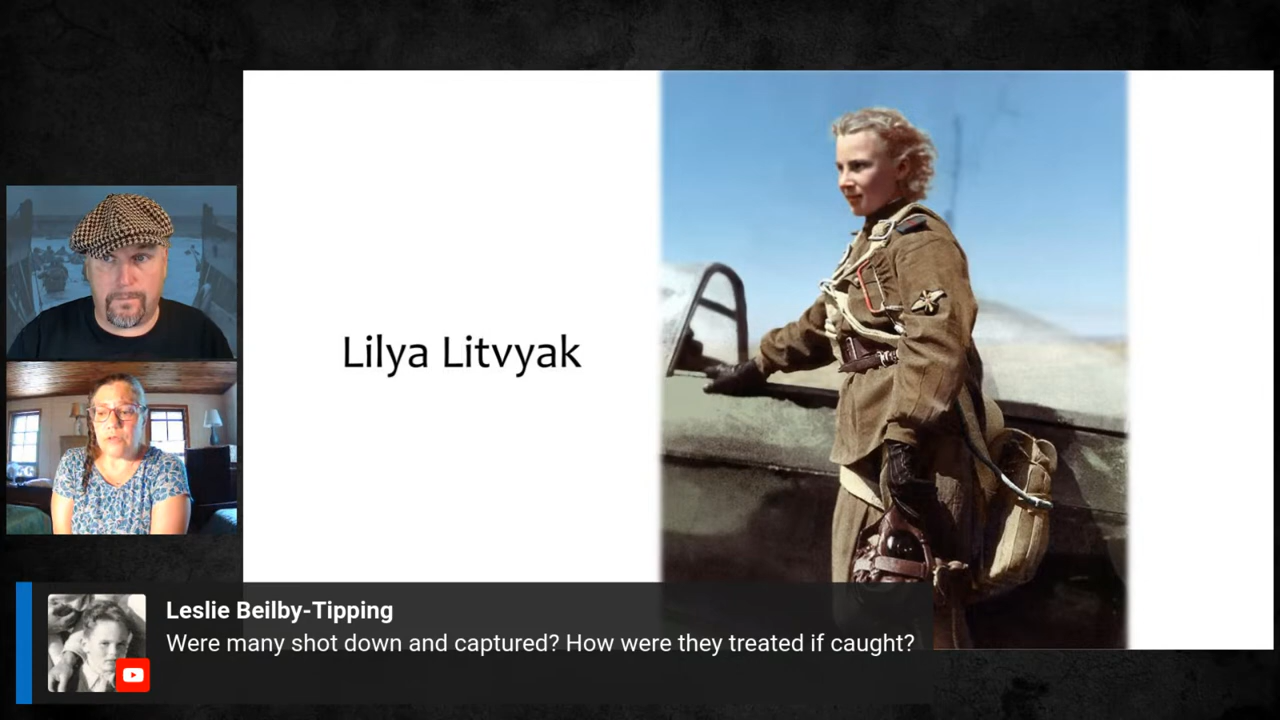 Lilya Litvyak
Leslie Beilby-Tipping
Were many shot down and captured? How were they treated if caught?